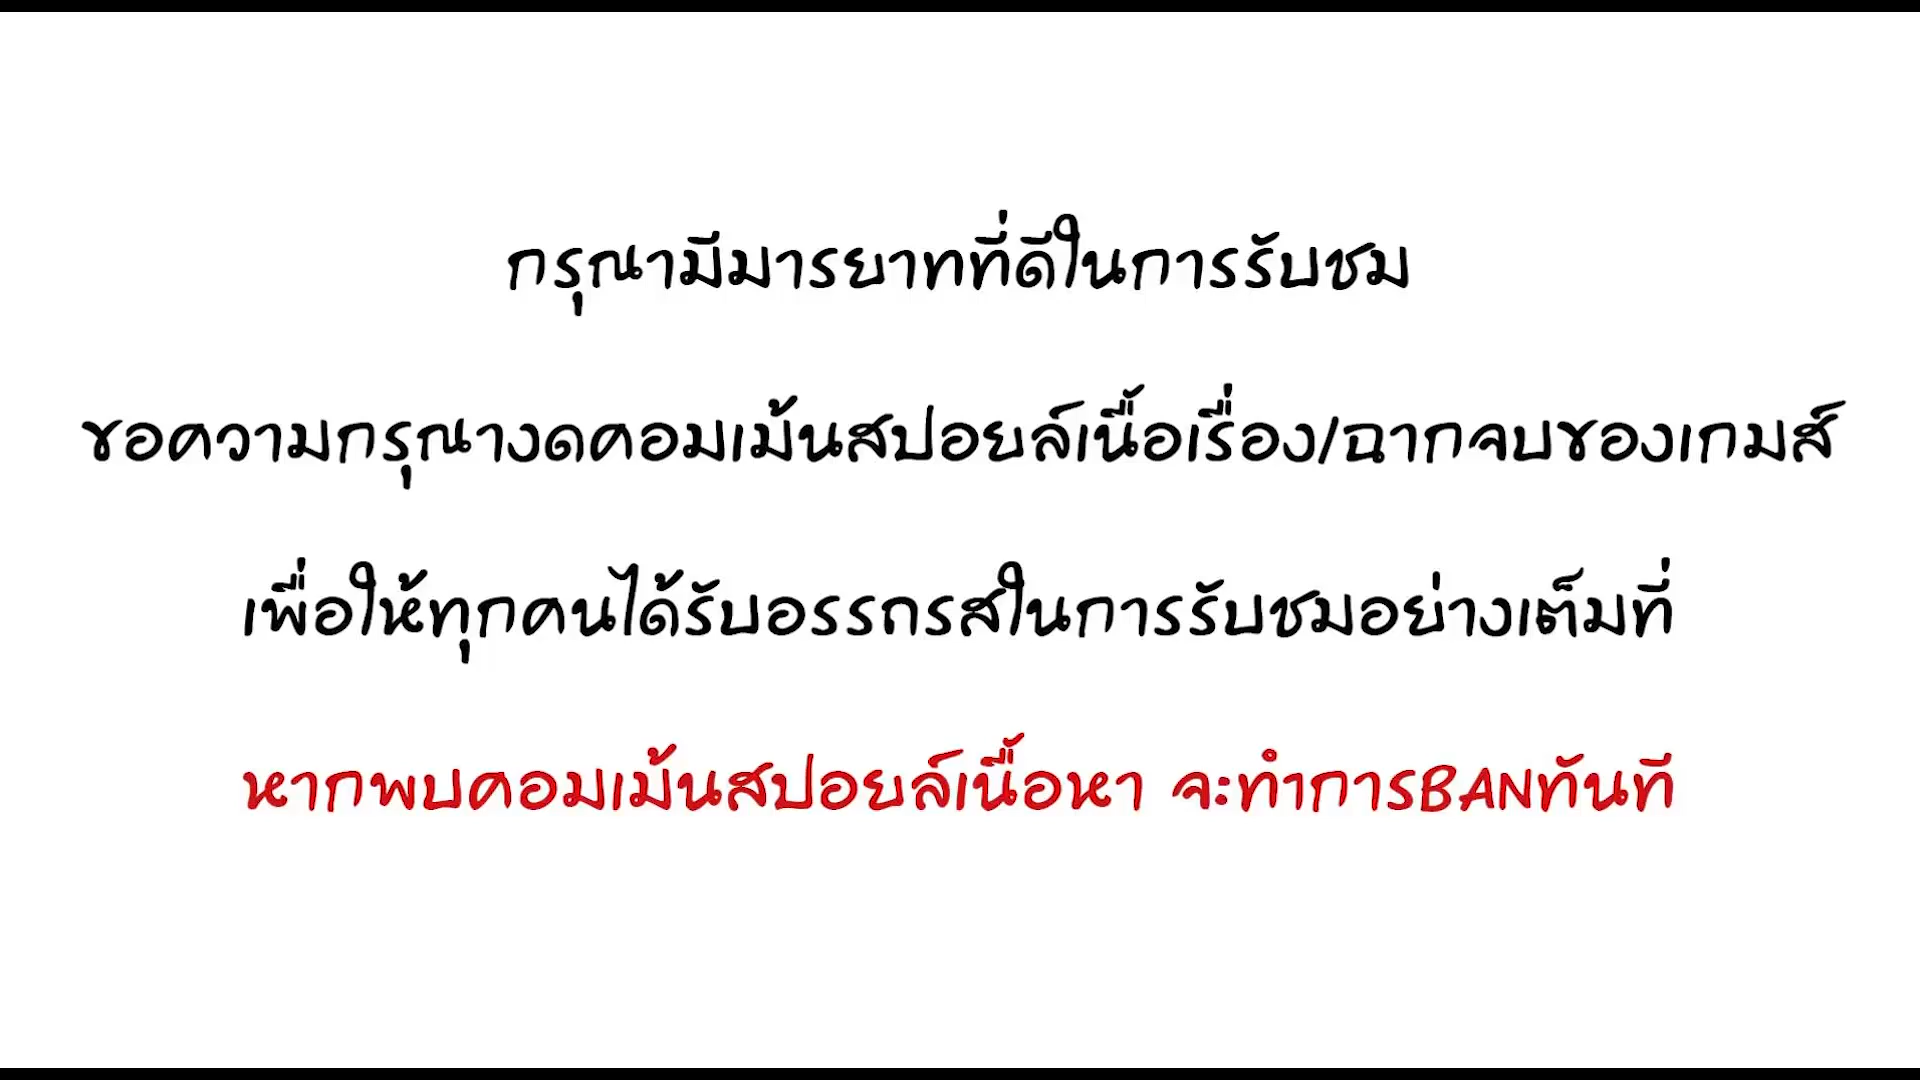 กรุณามีมารยาทที่ดีในการรับชม
ขอความกรุณางดคอมเม้นสปอยล์เนื้อเรื่อง/ฉากจบของเกมส์
เพื่อให้ทุกคนได้รับอรรถรสในการรับชมอย่างเต็มที่
หากพบคอมเม้นสปอยล์เนื้อหา จะทำการBANทันที